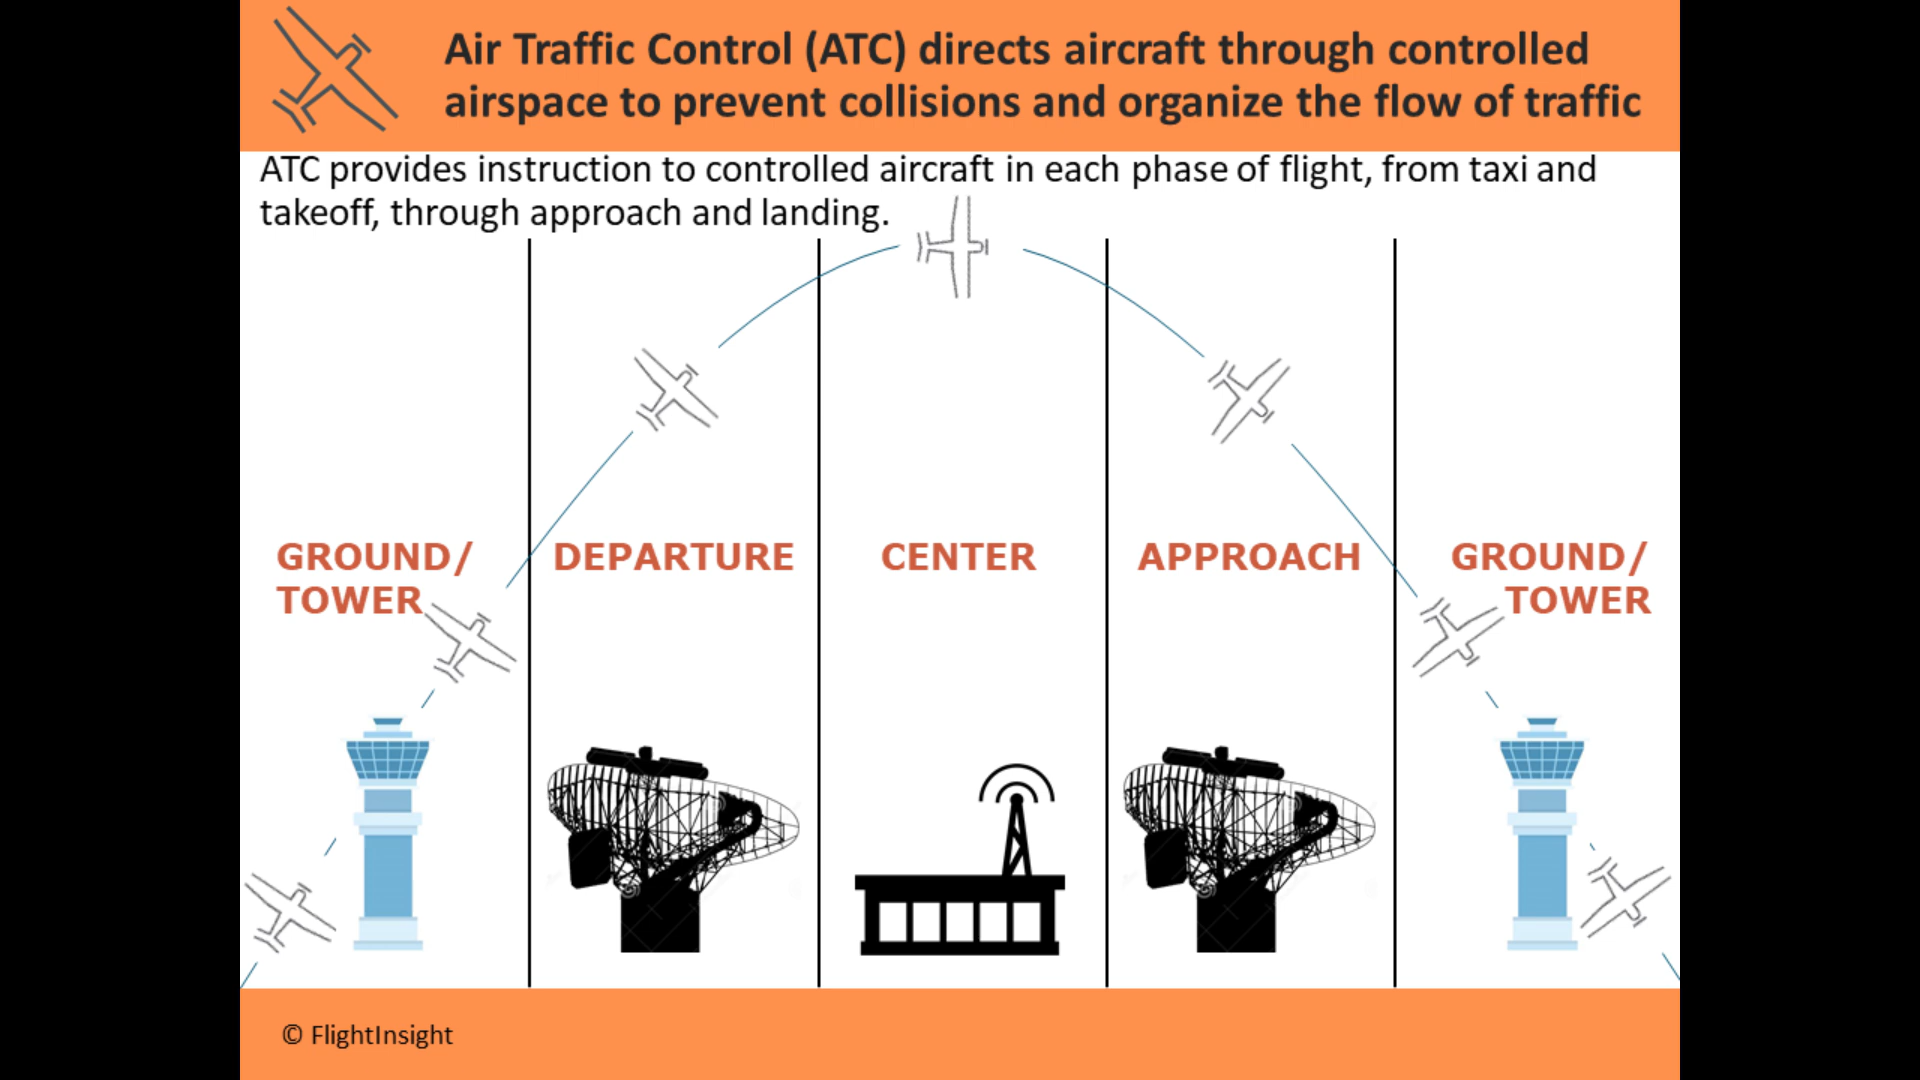 Air Traffic Control (ATC) directs aircraft through controlled
airspace to prevent collisions and organize the flow of traffic
ATC provides instruction to controlled aircraft in each phase of flight, from taxi and
takeoff, through approach and landing.
GROUND/
TOWER
DEPARTURE
CENTER
APPROACH
GROUND/
TOWER
© FlightInsight